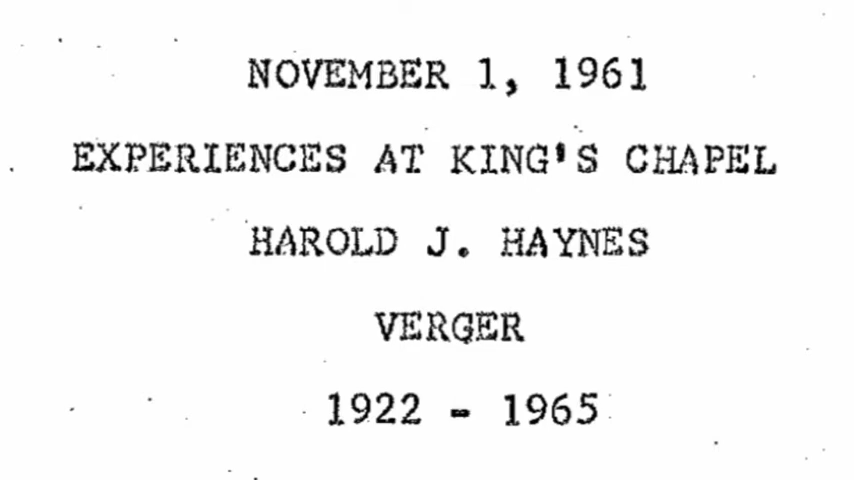 NOVEMBER 1, 1961
EXPERIENCES AT KING'S CHAPEL
HAROLD J. HAYNES
VERGER
1922 - 1965